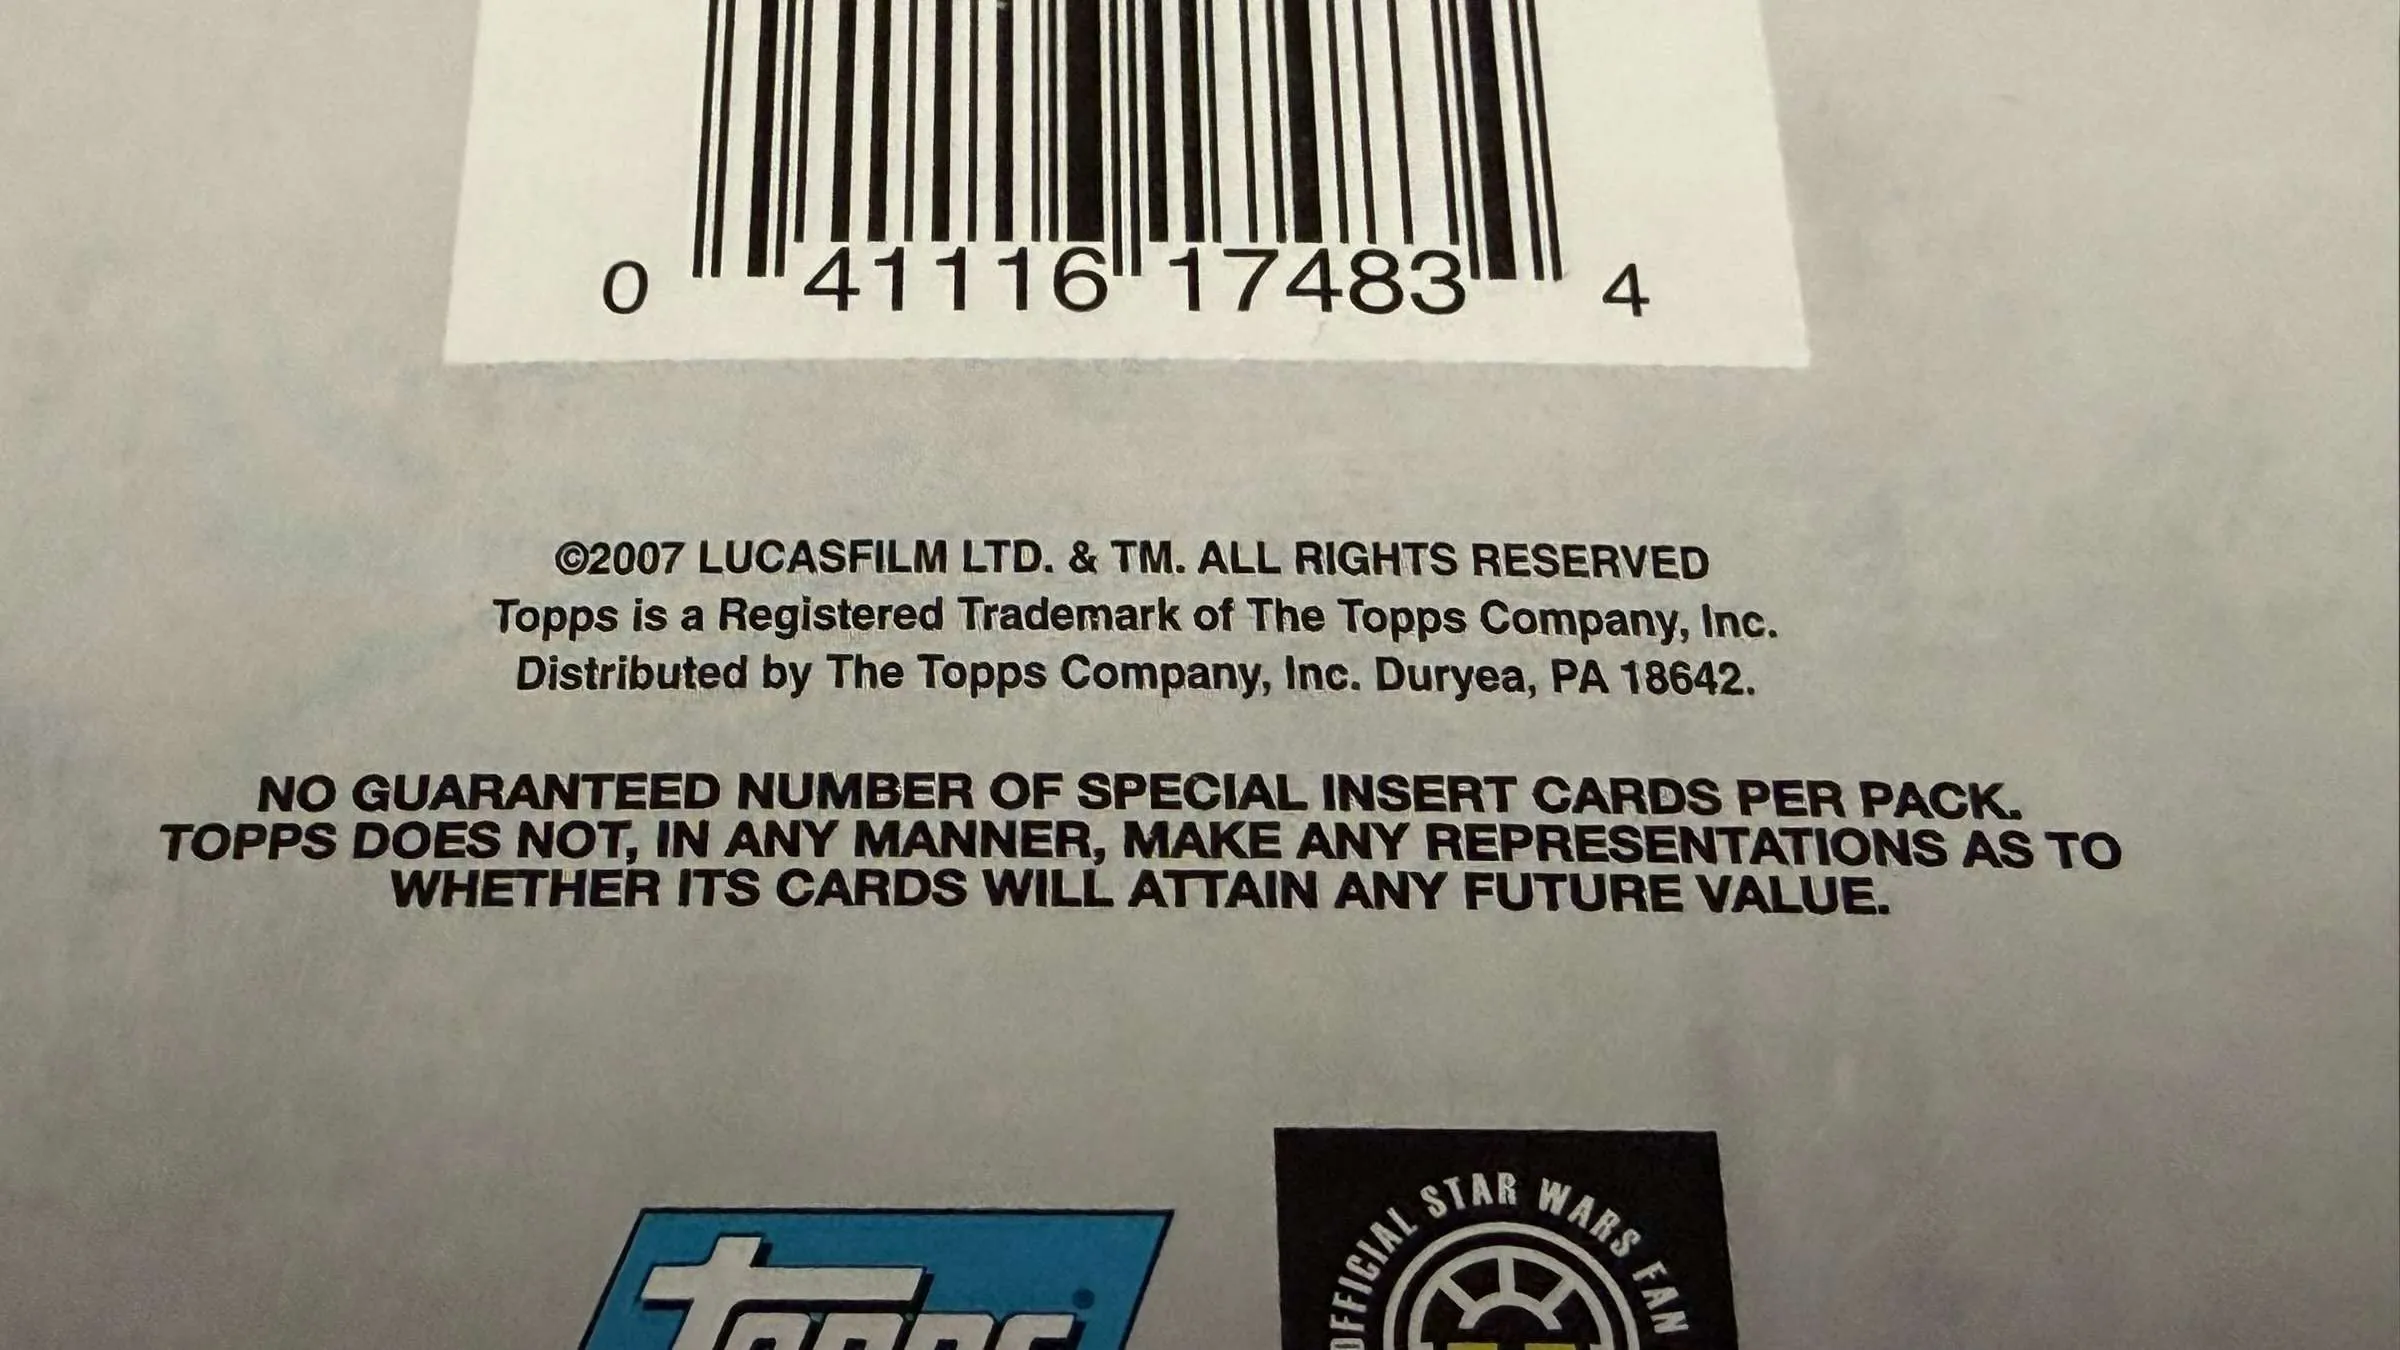 0 41116 17483 4
©2007 LUCASFILM LTD. & TM. ALL RIGHTS RESERVED
Topps is a Registered Trademark of The Topps Company, Inc.
Distributed by The Topps Company, Inc. Duryea, PA 18642.
NO GUARANTEED NUMBER OF SPECIAL INSERT CARDS PER PACK.
TOPPS DOES NOT, IN ANY MANNER, MAKE ANY REPRESENTATIONS AS TO
WHETHER ITS CARDS WILL ATTAIN ANY FUTURE VALUE.
Topps
OFFICIAL STAR WARS FAN